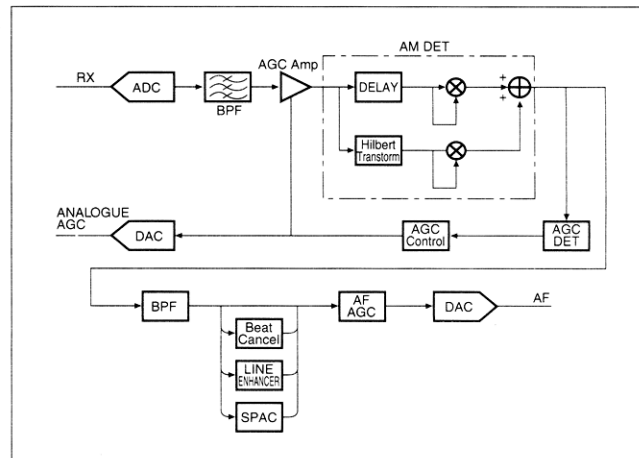 AM DET
AGC Amp
RX
ADC
BPF
DELAY
+
+
Hilbert
Transtorm
ANALOGUE
AGC
DAC
AGC
Control
AGC
DET
BPF
AF
AGC
DAC
AF
Beat
Cancel
LINE
ENHANCER
SPAC